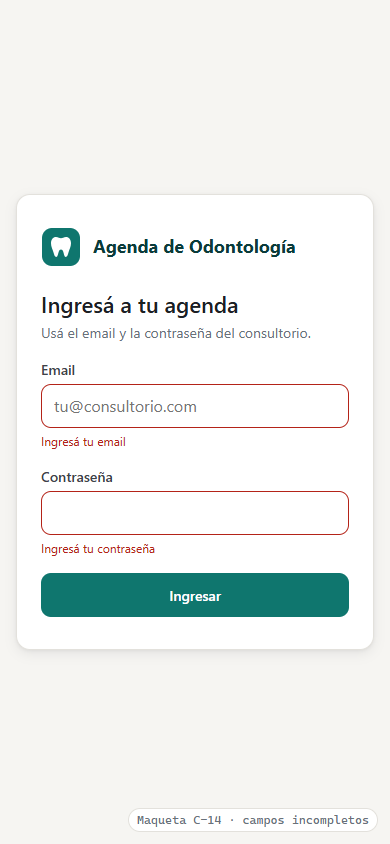 Agenda de Odontología
Ingresá a tu agenda
Usá el email y la contraseña del consultorio.
Email
tu@consultorio.com
Ingresá tu email
Contraseña
Ingresá tu contraseña
Ingresar
Maqueta C-14 · campos incompletos